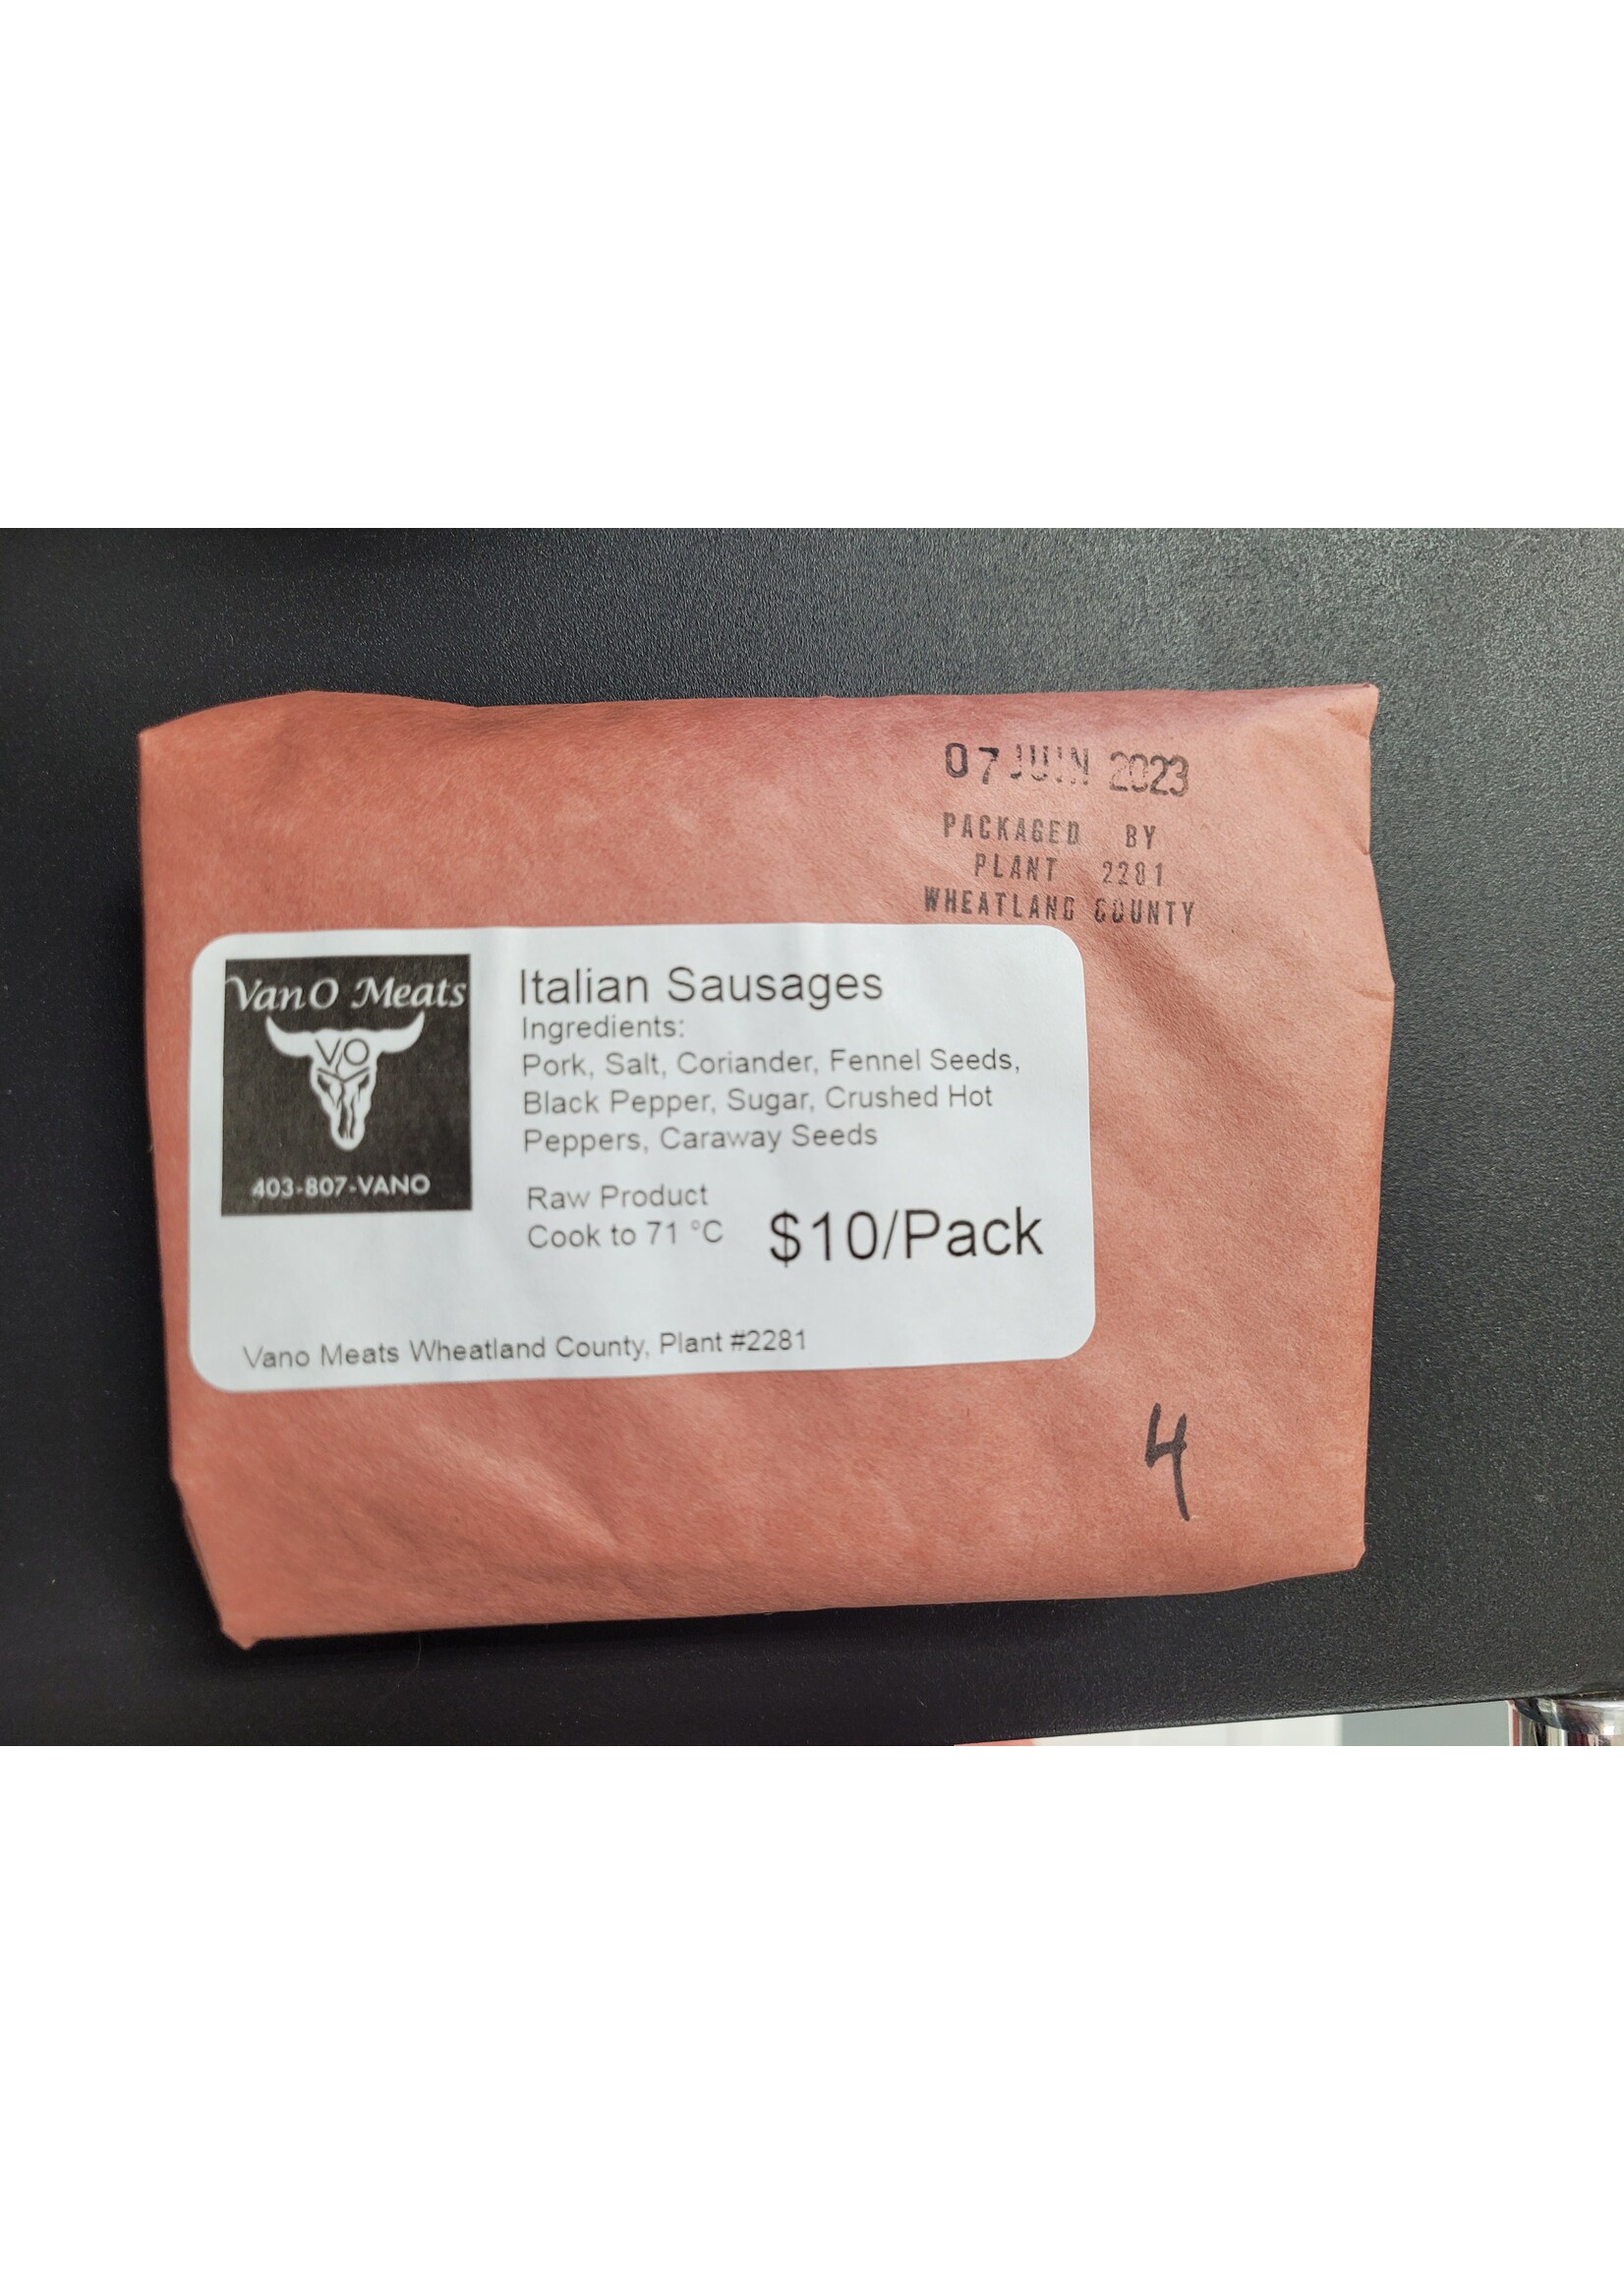 07 JUIN 2023
PACKAGED BY
PLANT 2281
WHEATLAND COUNTY
VanO Meats
VO
403-807-VANO
Italian Sausages
Ingredients:
Pork, Salt, Coriander, Fennel Seeds,
Black Pepper, Sugar, Crushed Hot
Peppers, Caraway Seeds
Raw Product
Cook to 71 °C
$10/Pack
Vano Meats Wheatland County, Plant #2281
4